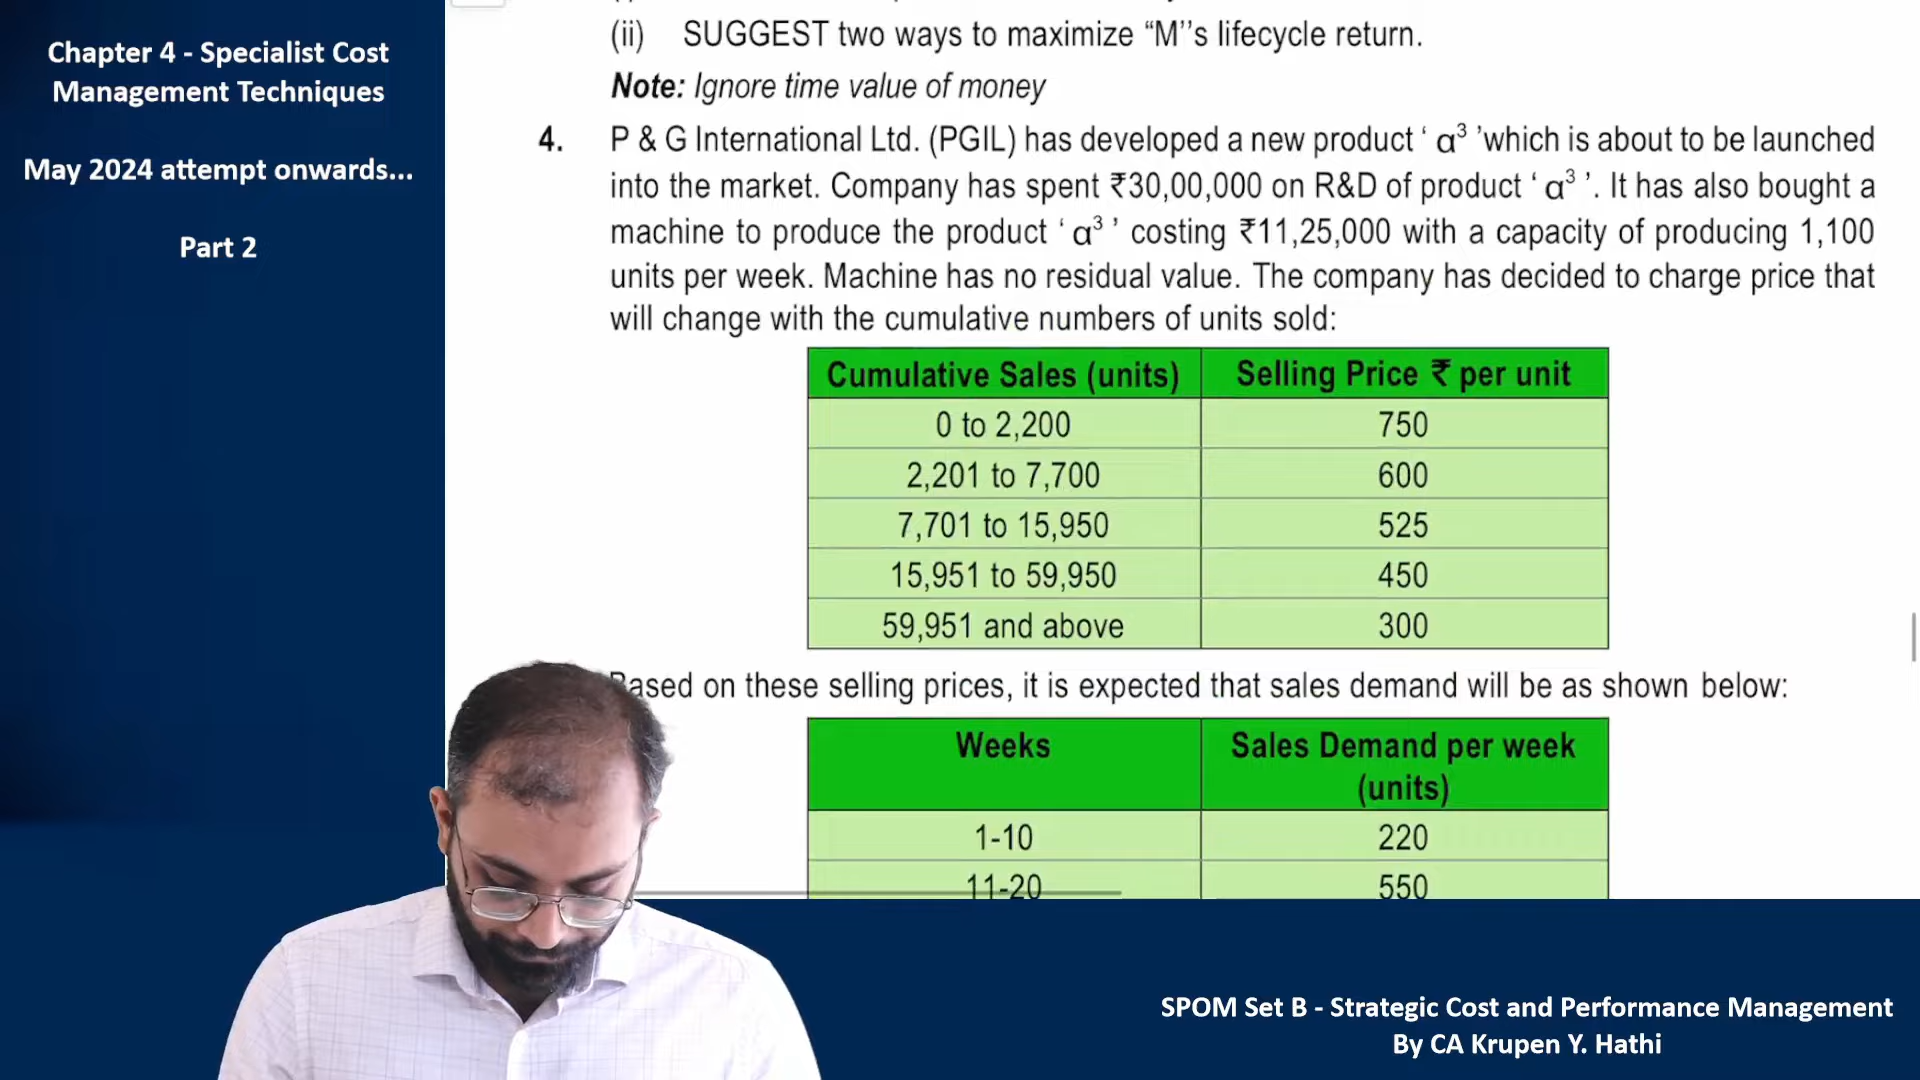 Chapter 4 - Specialist Cost
Management Techniques
May 2024 attempt onwards...
Part 2
(ii) SUGGEST two ways to maximize “M’’s lifecycle return.
Note: Ignore time value of money
4. P & G International Ltd. (PGIL) has developed a new product ‘ α³ ’which is about to be launched
into the market. Company has spent ₹30,00,000 on R&D of product ‘ α³ ’. It has also bought a
machine to produce the product ‘ α³ ’ costing ₹11,25,000 with a capacity of producing 1,100
units per week. Machine has no residual value. The company has decided to charge price that
will change with the cumulative numbers of units sold:
Cumulative Sales (units) Selling Price ₹ per unit
0 to 2,200 750
2,201 to 7,700 600
7,701 to 15,950 525
15,951 to 59,950 450
59,951 and above 300
Based on these selling prices, it is expected that sales demand will be as shown below:
Weeks Sales Demand per week
(units)
1-10 220
11-20 550
SPOM Set B - Strategic Cost and Performance Management
By CA Krupen Y. Hathi